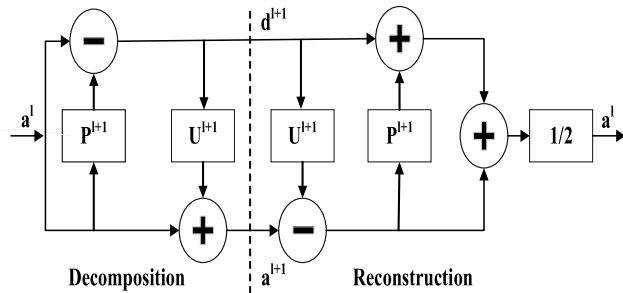 d^{l+1}
a^l
P^{l+1}
U^{l+1}
U^{l+1}
P^{l+1}
1/2
a^l
a^{l+1}
Decomposition
Reconstruction